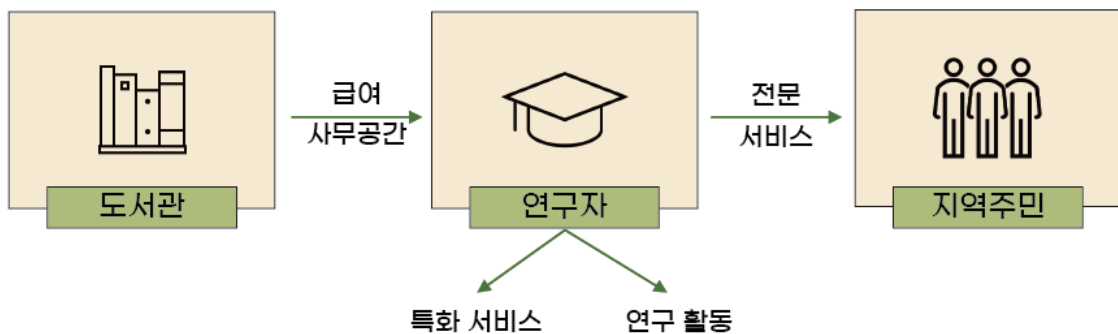 급여
사무공간
전문
서비스
도서관
연구자
지역주민
특화 서비스
연구 활동